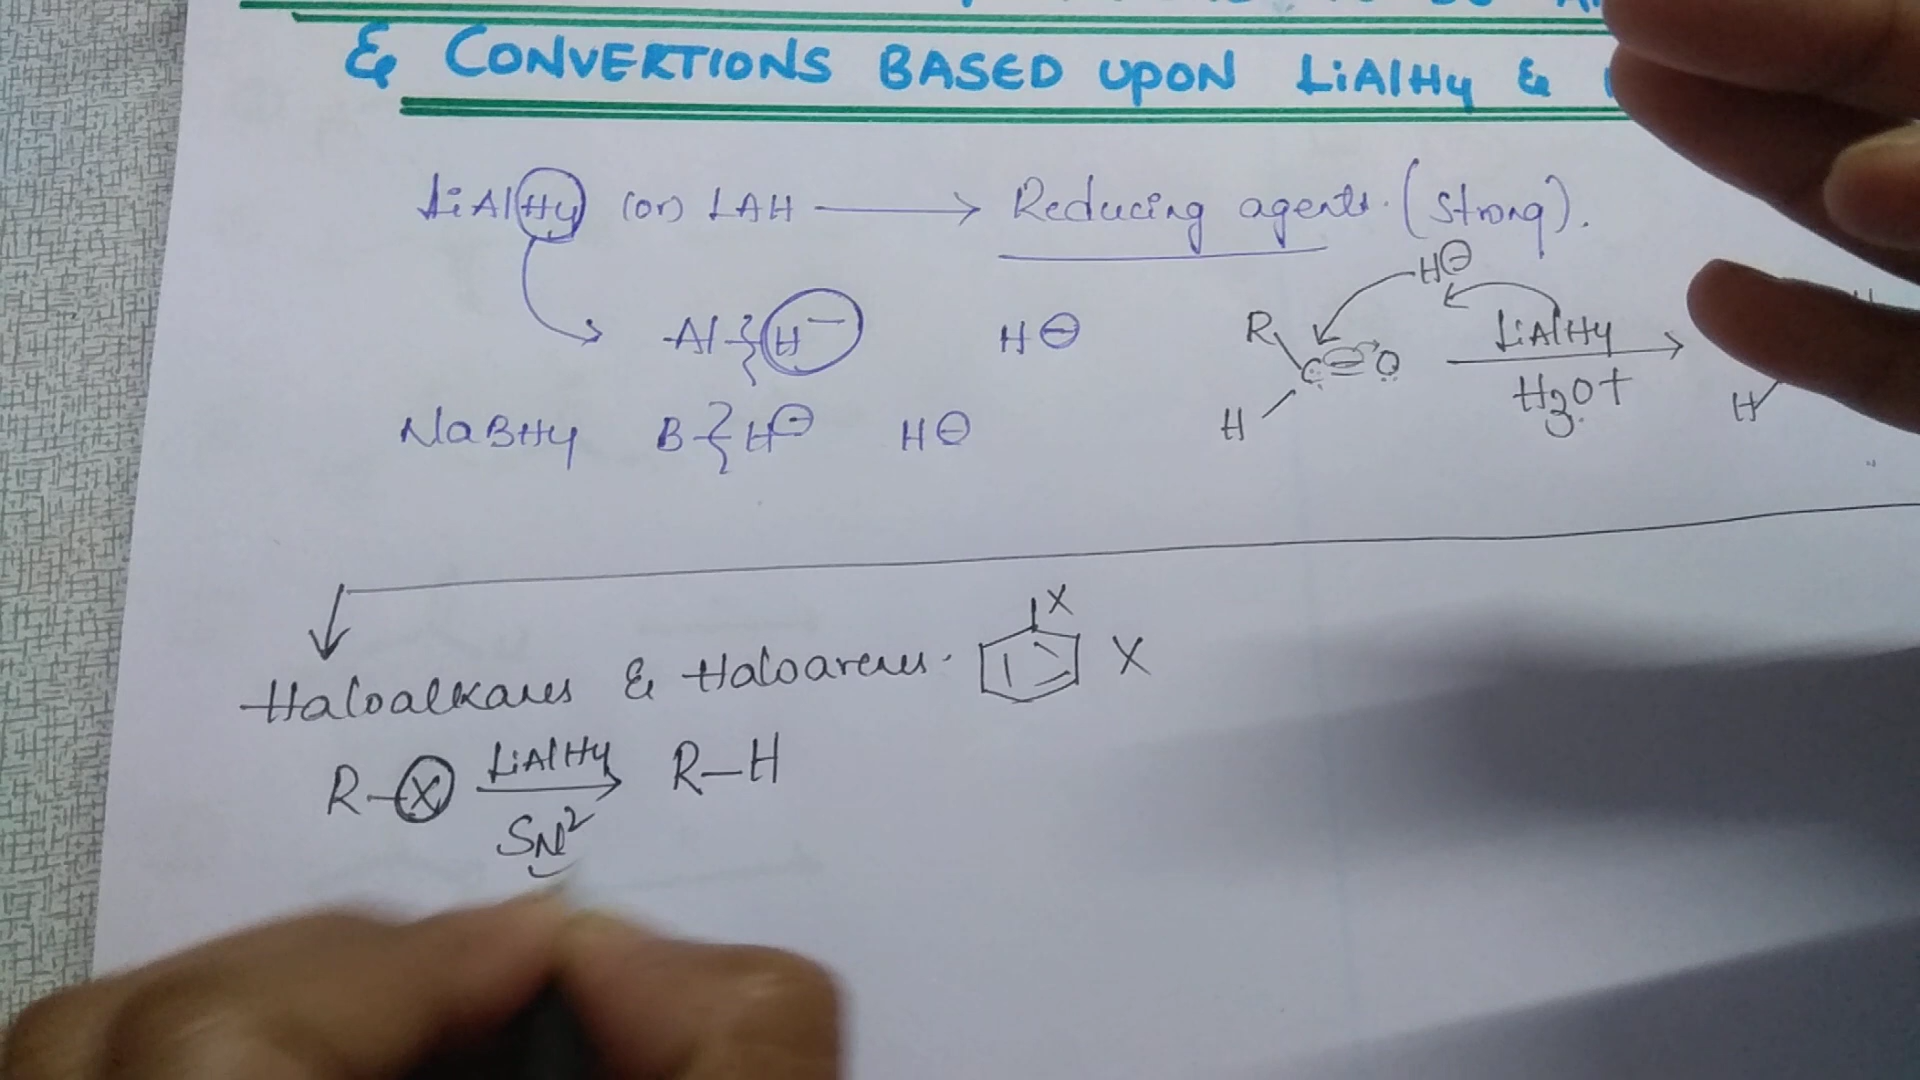 & CONVERTIONS BASED UPON LiAlH4 &
LiAlH4 (or) LAH → Reducing agents. (strong).
Al H− H⊖
NaBH4 B H⊖ H⊖
H⊖
R C=O H LiAlH4 H3O+ → H
Haloalkanes & Haloarenes. X X
R-X LiAlH4 → R-H
SN2